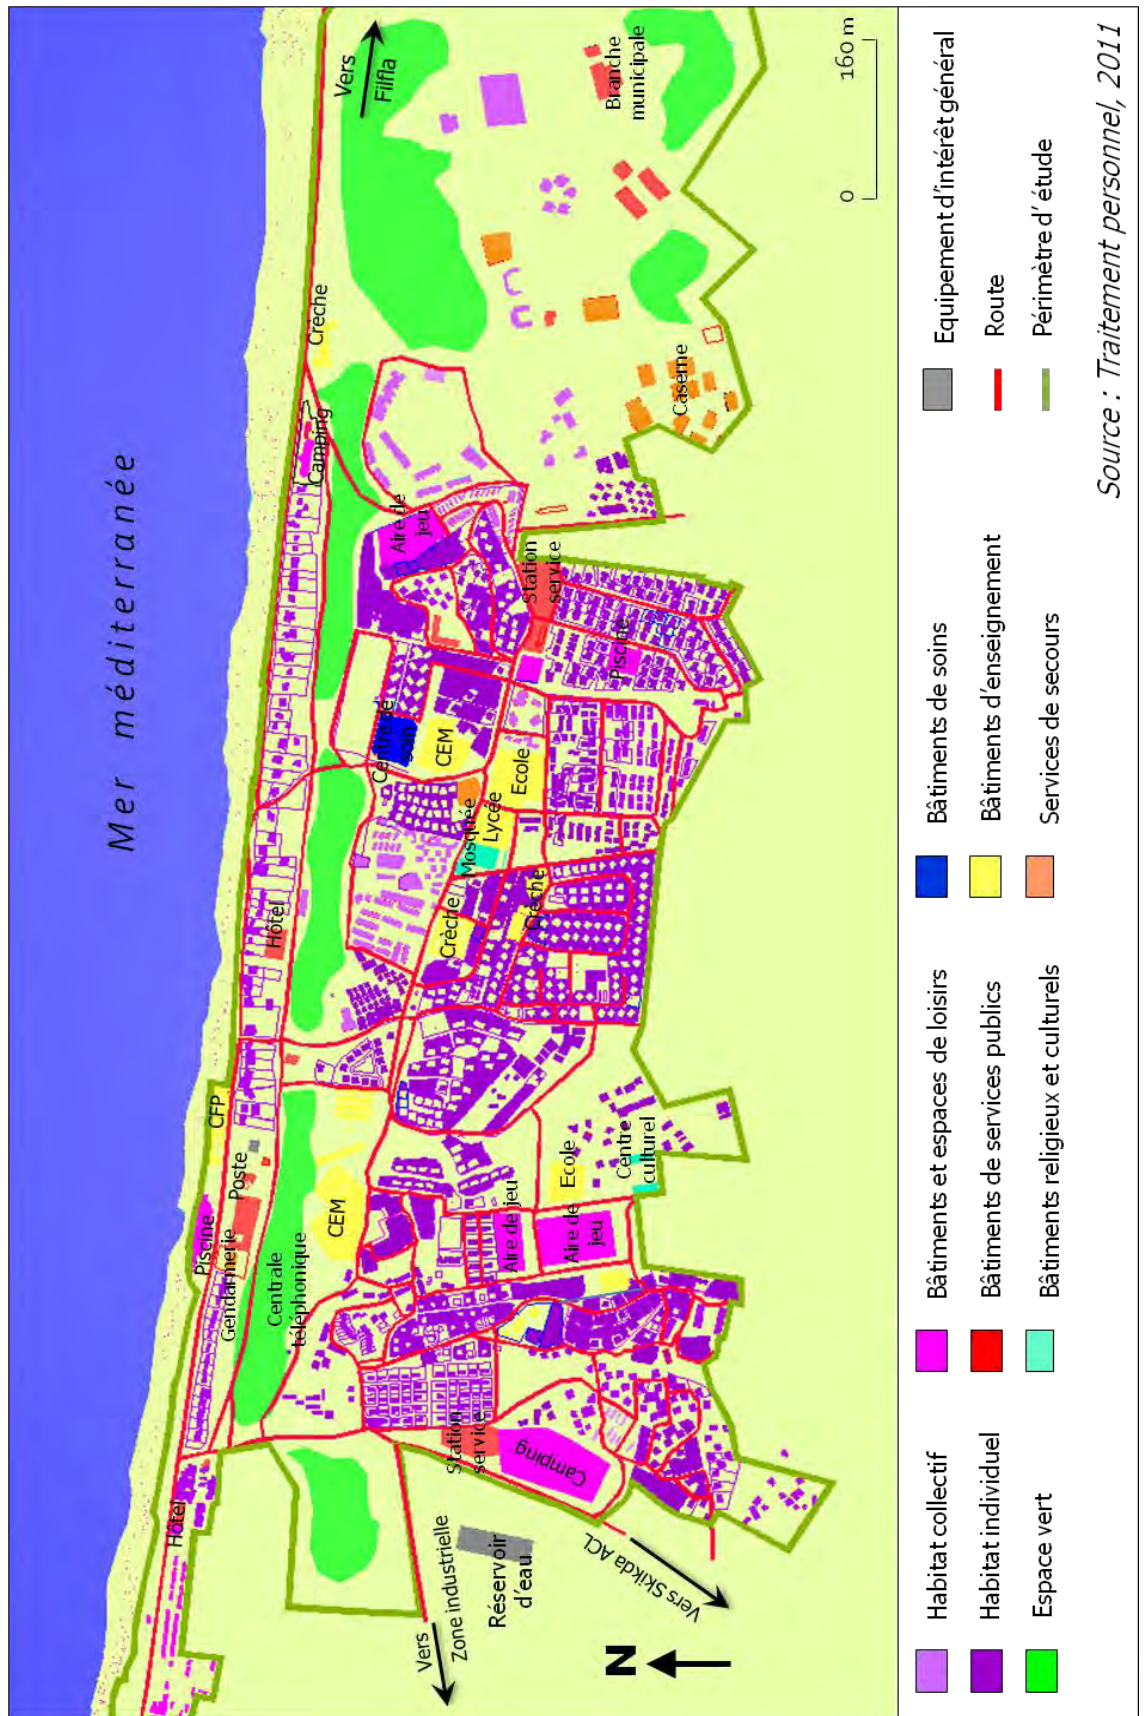 Mer méditerranée
Vers
Filfla
Branche
municipale
0 160 m
Crèche
Camping
Caserne
Aire de
jeu
Station
service
Piscine
Centre de
soin
CEM
Ecole
Lycée
Mosquée
Crèche
Crèche
Hôtel
CFP
Poste
Piscine
Gendarmerie
Centrale
téléphonique
CEM
Ecole
Centre
culturel
Aire de jeu
Aire de
jeu
Station
service
Camping
Hôtel
Vers
Zone industrielle
Réservoir
d'eau
Vers Skikda ACL
N
Habitat collectif
Habitat individuel
Espace vert
Bâtiments et espaces de loisirs
Bâtiments de services publics
Bâtiments religieux et culturels
Bâtiments de soins
Bâtiments d'enseignement
Services de secours
Equipement d'intérêt général
Route
Périmètre d'étude
Source : Traitement personnel, 2011